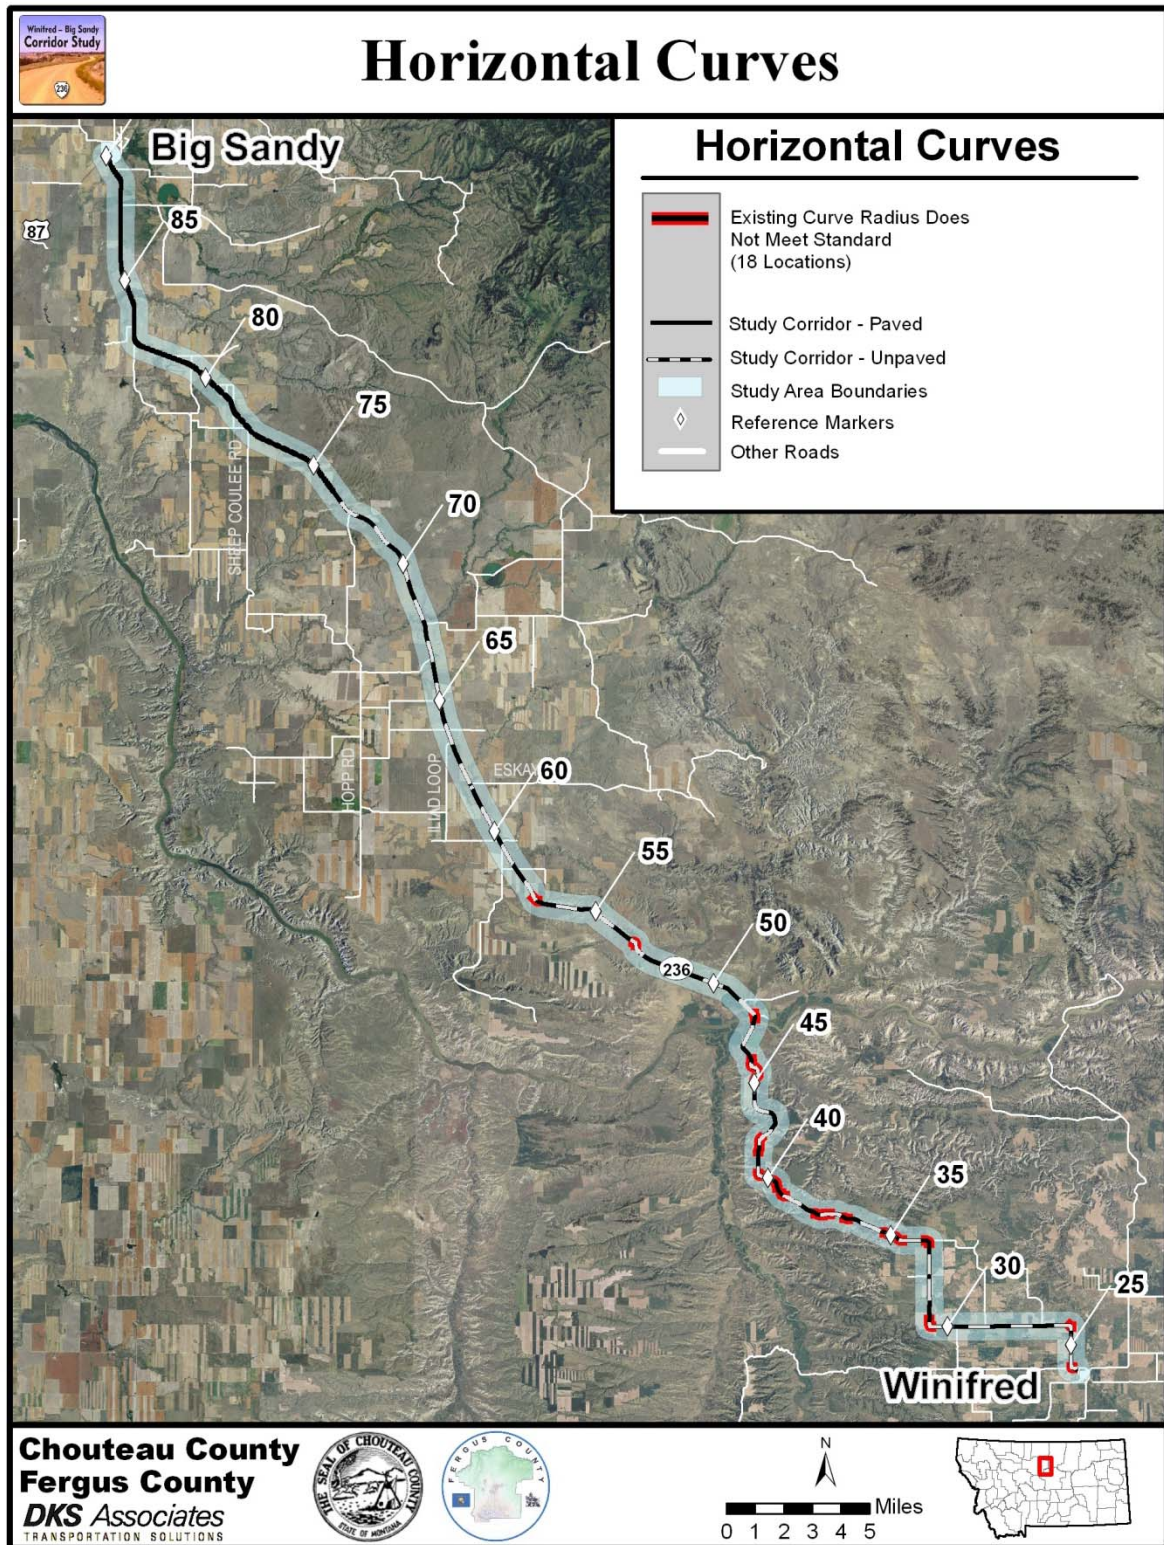 Winifred – Big Sandy
Corridor Study
236
Horizontal Curves
Big Sandy
87
85
80
75
70
65
60
55
50
45
40
35
30
25
SHEEP COULEE RD
HOPP RD
ILIAD LOOP
236
Winifred
Horizontal Curves
Existing Curve Radius Does
Not Meet Standard
(18 Locations)
Study Corridor - Paved
Study Corridor - Unpaved
Study Area Boundaries
Reference Markers
Other Roads
Chouteau County
Fergus County
DKS Associates
TRANSPORTATION SOLUTIONS
THE SEAL OF CHOUTEAU COUNTY
STATE OF MONTANA
FERGUS COUNTY
N
Miles
0 1 2 3 4 5